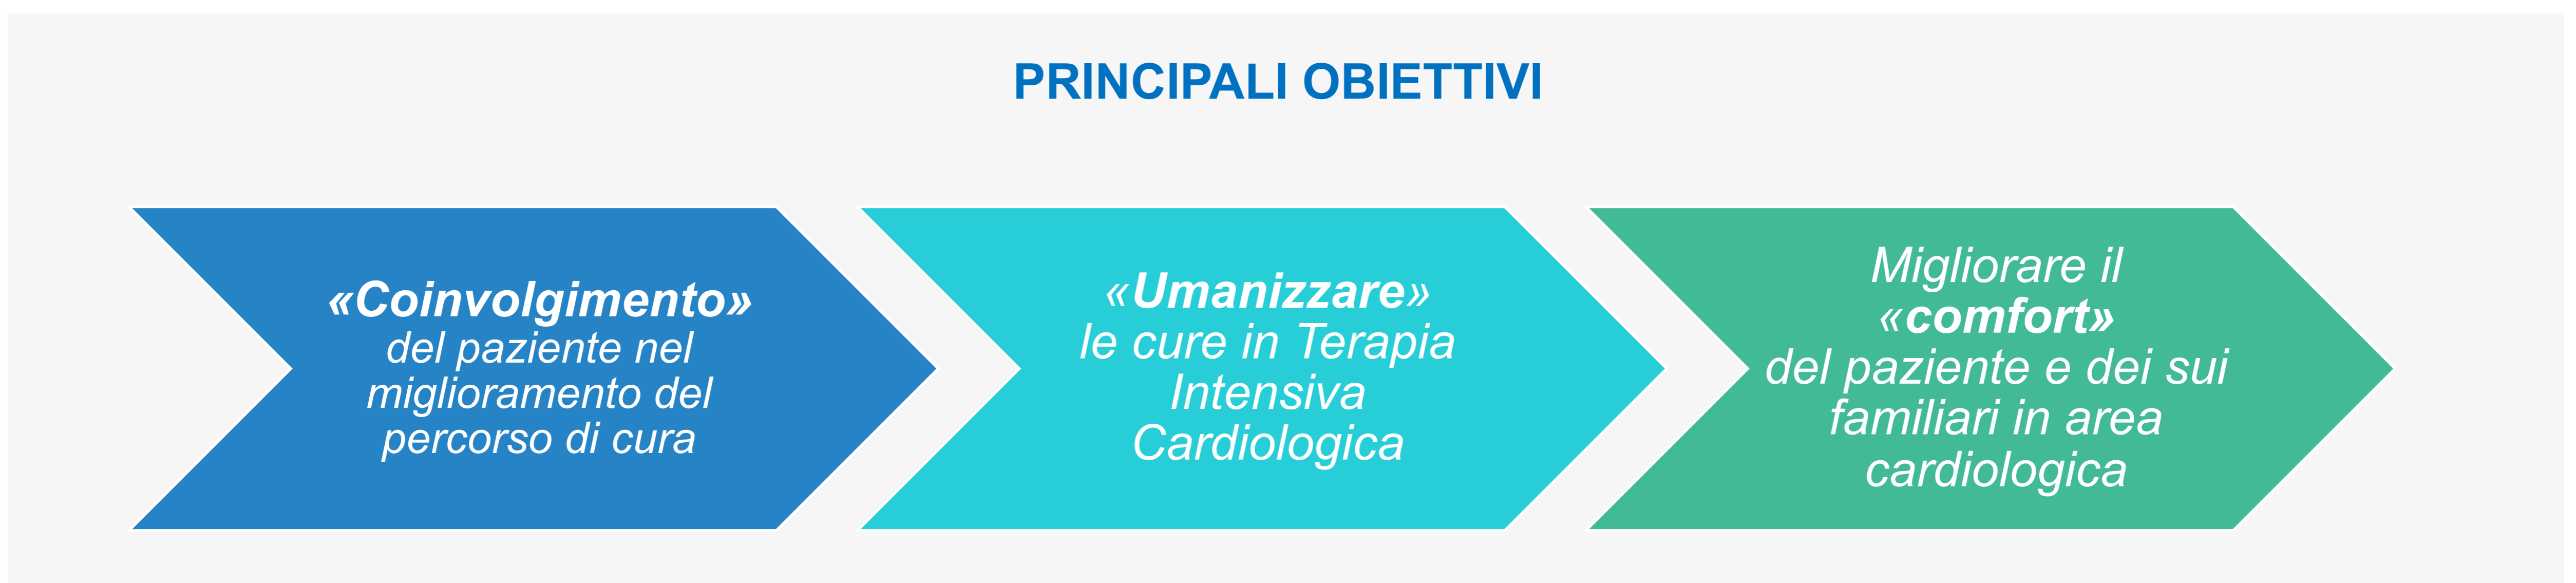 PRINCIPALI OBIETTIVI
«Coinvolgimento»
del paziente nel
miglioramento del
percorso di cura
«Umanizzare»
le cure in Terapia
Intensiva
Cardiologica
Migliorare il
«comfort»
del paziente e dei sui
familiari in area
cardiologica